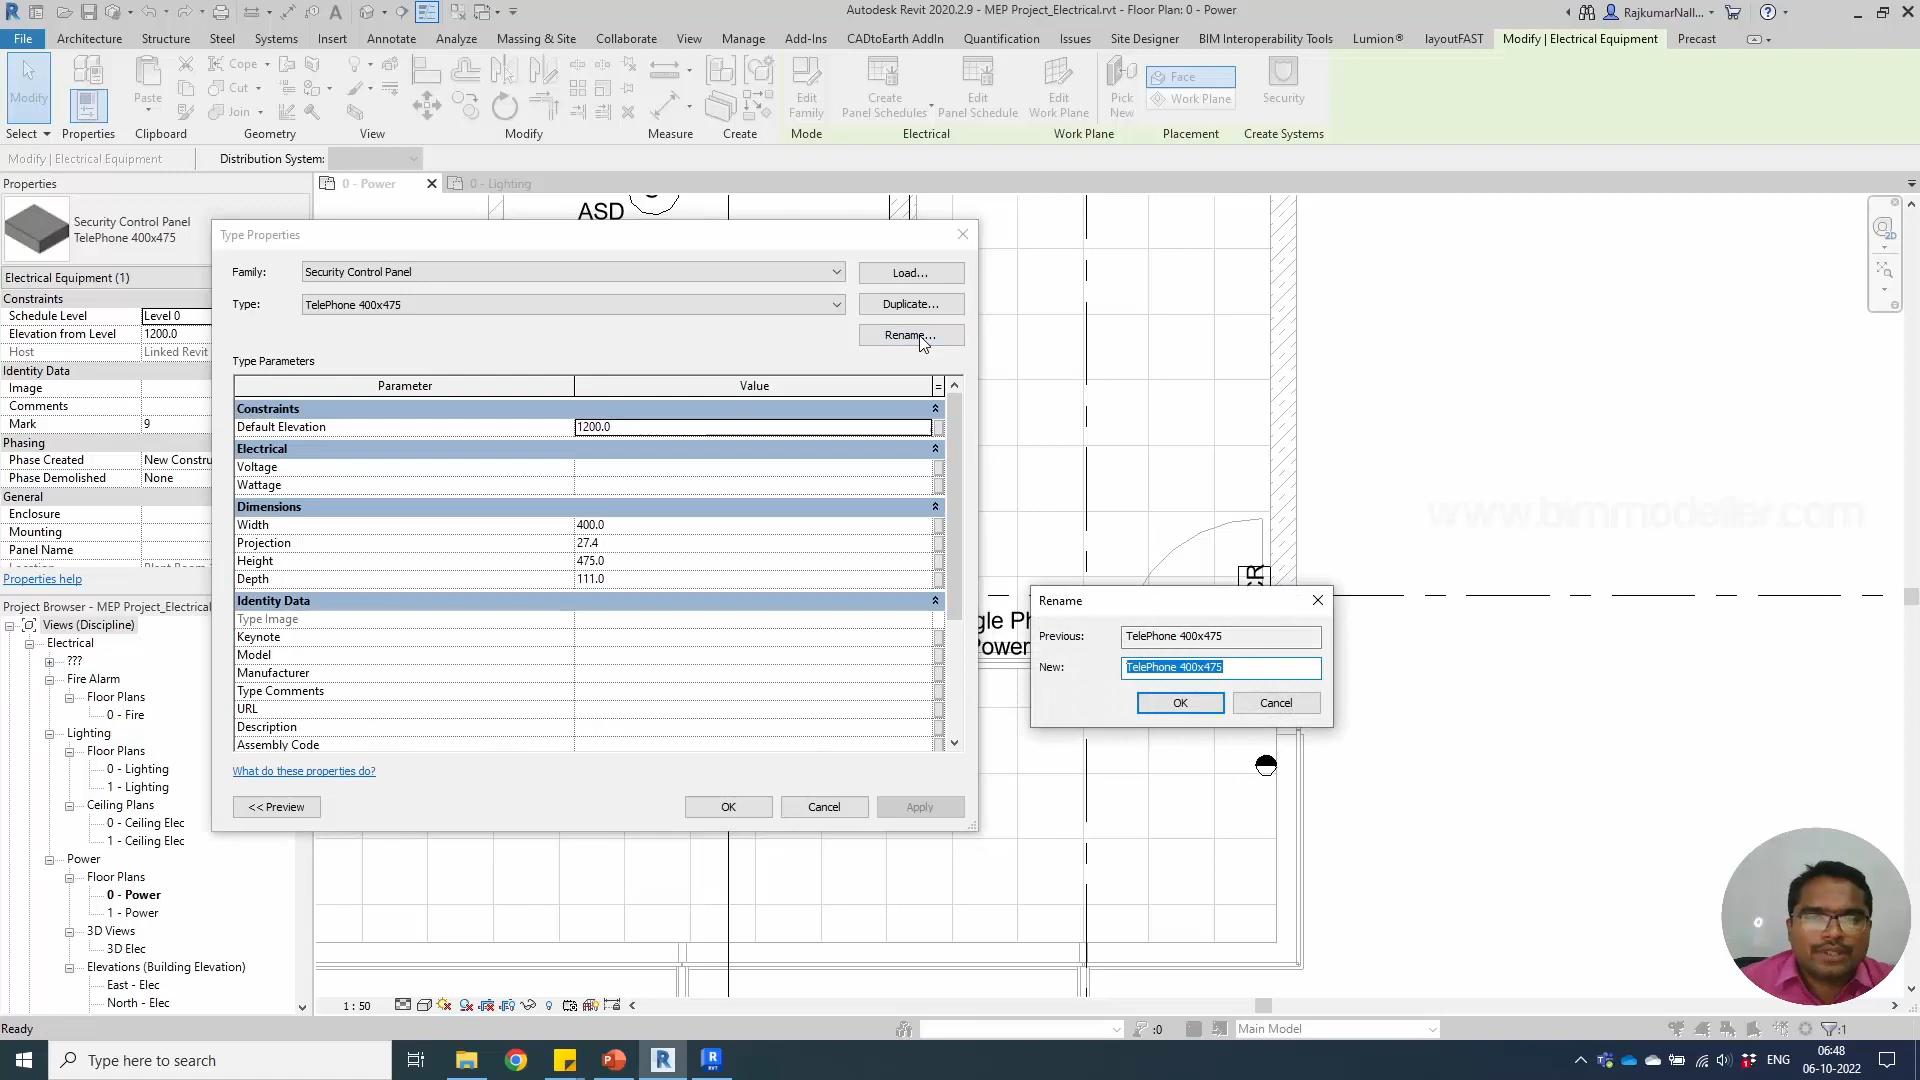 Autodesk Revit 2020.2.9 - MEP Project_Electrical.rvt - Floor Plan: 0 - Power
RajkumarNall...
File Architecture Structure Steel Systems Insert Annotate Analyze Massing & Site Collaborate View Manage Add-Ins CADtoEarth AddIn Quantification Issues Site Designer BIM Interoperability Tools Lumion® layoutFAST Modify | Electrical Equipment Precast
Modify
Paste
Cope
Cut
Join
Edit Family
Create Panel Schedules
Edit Panel Schedule
Edit Work Plane
Pick New
Face
Work Plane
Security
Select Properties Clipboard Geometry View Modify Measure Create Mode Electrical Work Plane Placement Create Systems
Modify | Electrical Equipment
Distribution System:
Properties
0 - Power
0 - Lighting
Security Control Panel
TelePhone 400x475
Electrical Equipment (1)
Constraints
Schedule Level Level 0
Elevation from Level 1200.0
Host Linked Revit
Identity Data
Image
Comments
Mark 9
Phasing
Phase Created New Constru
Phase Demolished None
General
Enclosure
Mounting
Panel Name
Properties help
Project Browser - MEP Project_Electrical
Views (Discipline)
Electrical
???
Fire Alarm
Floor Plans
0 - Fire
Lighting
Floor Plans
0 - Lighting
1 - Lighting
Ceiling Plans
0 - Ceiling Elec
1 - Ceiling Elec
Power
Floor Plans
0 - Power
1 - Power
3D Views
3D Elec
Elevations (Building Elevation)
East - Elec
North - Elec
ASD
Type Properties
Family: Security Control Panel Load...
Type: TelePhone 400x475 Duplicate...
Rename...
Type Parameters
Parameter Value =
Constraints
Default Elevation 1200.0
Electrical
Voltage
Wattage
Dimensions
Width 400.0
Projection 27.4
Height 475.0
Depth 111.0
Identity Data
Type Image
Keynote
Model
Manufacturer
Type Comments
URL
Description
Assembly Code
What do these properties do?
<< Preview OK Cancel Apply
www.bimmodeller.com
CR
gle Ph
Power
Rename
Previous: TelePhone 400x475
New: TelePhone 400x475
OK Cancel
2D
1 : 50
Ready
:0
Main Model
:1
Type here to search
ENG
06:48
06-10-2022